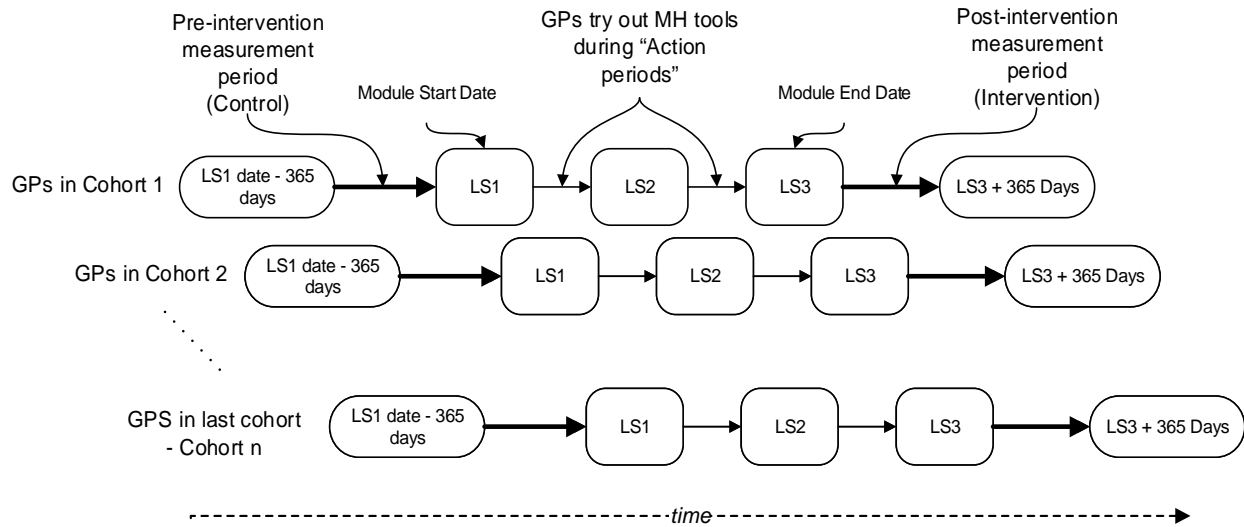 Pre-intervention
measurement
period
(Control)
GPs try out MH tools
during “Action
periods”
Post-intervention
measurement
period
(Intervention)
Module Start Date
Module End Date
GPs in Cohort 1
LS1 date - 365
days
LS1
LS2
LS3
LS3 + 365 Days
GPs in Cohort 2
LS1 date - 365
days
LS1
LS2
LS3
LS3 + 365 Days
GPS in last cohort
- Cohort n
LS1 date - 365
days
LS1
LS2
LS3
LS3 + 365 Days
time